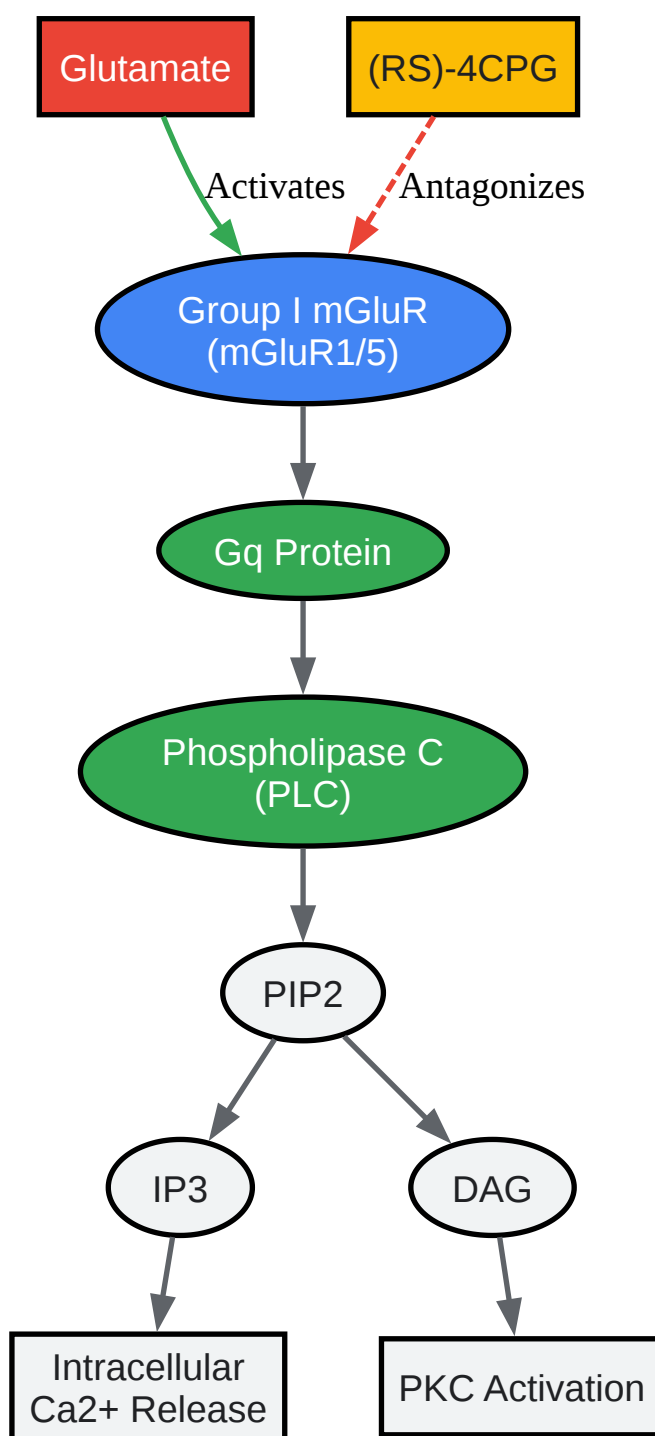 Glutamate
(RS)-4CPG
Activates
Antagonizes
Group I mGluR
(mGluR1/5)
Gq Protein
Phospholipase C
(PLC)
PIP2
IP3
DAG
Intracellular
Ca2+ Release
PKC Activation